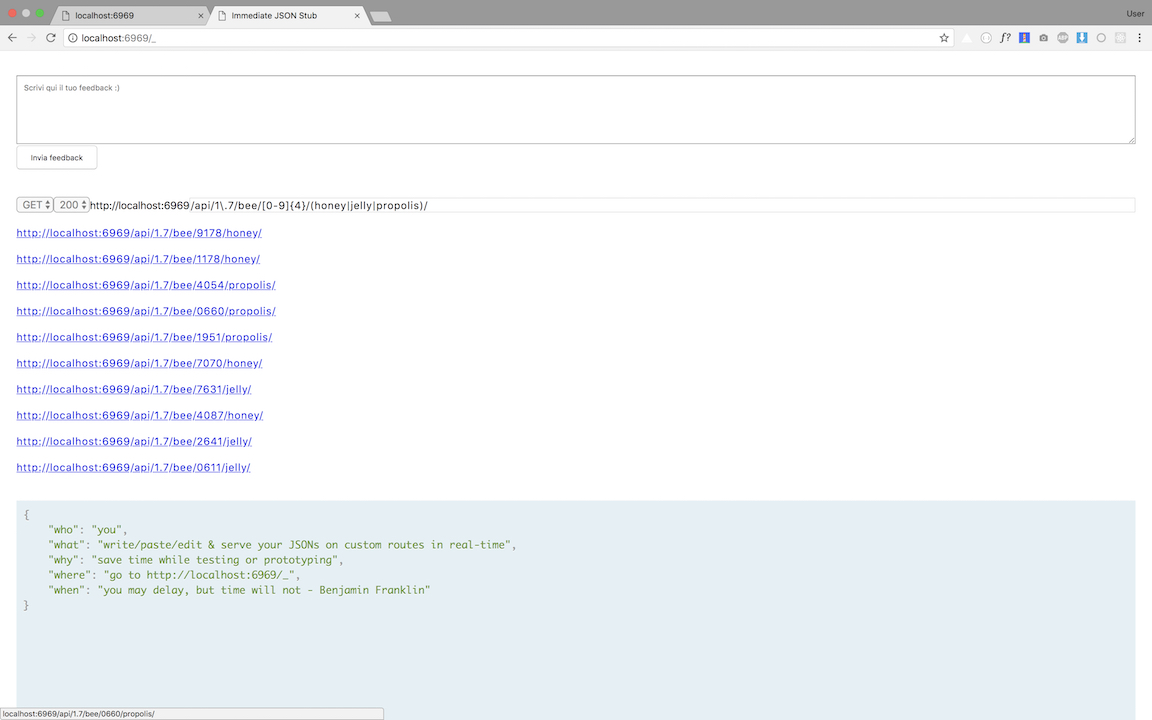 localhost:6969
Immediate JSON Stub
User
localhost:6969/_
f?
ABP
Scrivi qui il tuo feedback :)
Invia feedback
GET 200 http://localhost:6969/api/1\.7/bee/[0-9]{4}/(honey|jelly|propolis)/
http://localhost:6969/api/1.7/bee/9178/honey/
http://localhost:6969/api/1.7/bee/1178/honey/
http://localhost:6969/api/1.7/bee/4054/propolis/
http://localhost:6969/api/1.7/bee/0660/propolis/
http://localhost:6969/api/1.7/bee/1951/propolis/
http://localhost:6969/api/1.7/bee/7070/honey/
http://localhost:6969/api/1.7/bee/7631/jelly/
http://localhost:6969/api/1.7/bee/4087/honey/
http://localhost:6969/api/1.7/bee/2641/jelly/
http://localhost:6969/api/1.7/bee/0611/jelly/
{
"who": "you",
"what": "write/paste/edit & serve your JSONs on custom routes in real-time",
"why": "save time while testing or prototyping",
"where": "go to http://localhost:6969/_",
"when": "you may delay, but time will not - Benjamin Franklin"
}
localhost:6969/api/1.7/bee/0660/propolis/